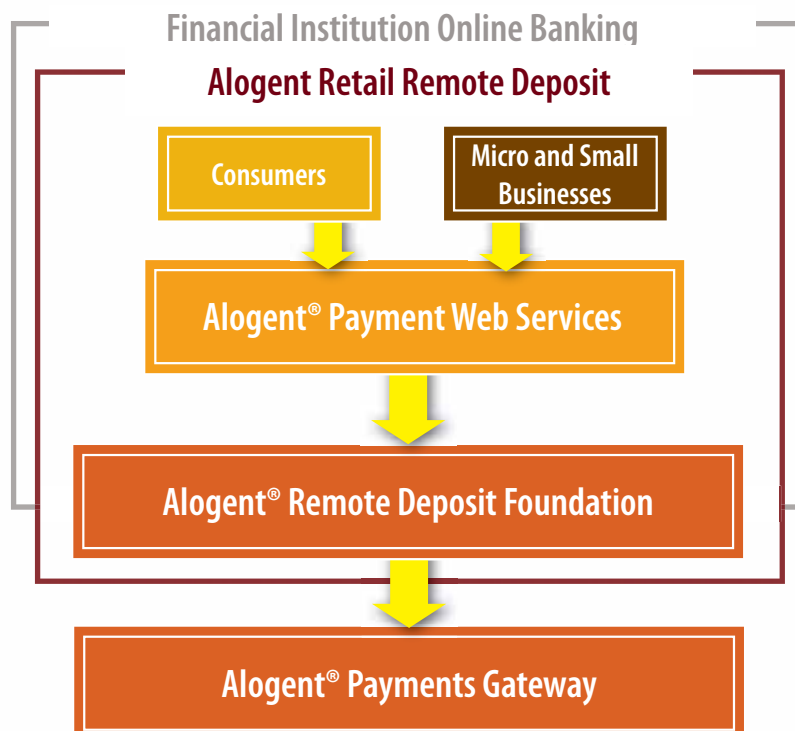 Financial Institution Online Banking
Alogent Retail Remote Deposit
Consumers
Micro and Small
Businesses
Alogent® Payment Web Services
Alogent® Remote Deposit Foundation
Alogent® Payments Gateway